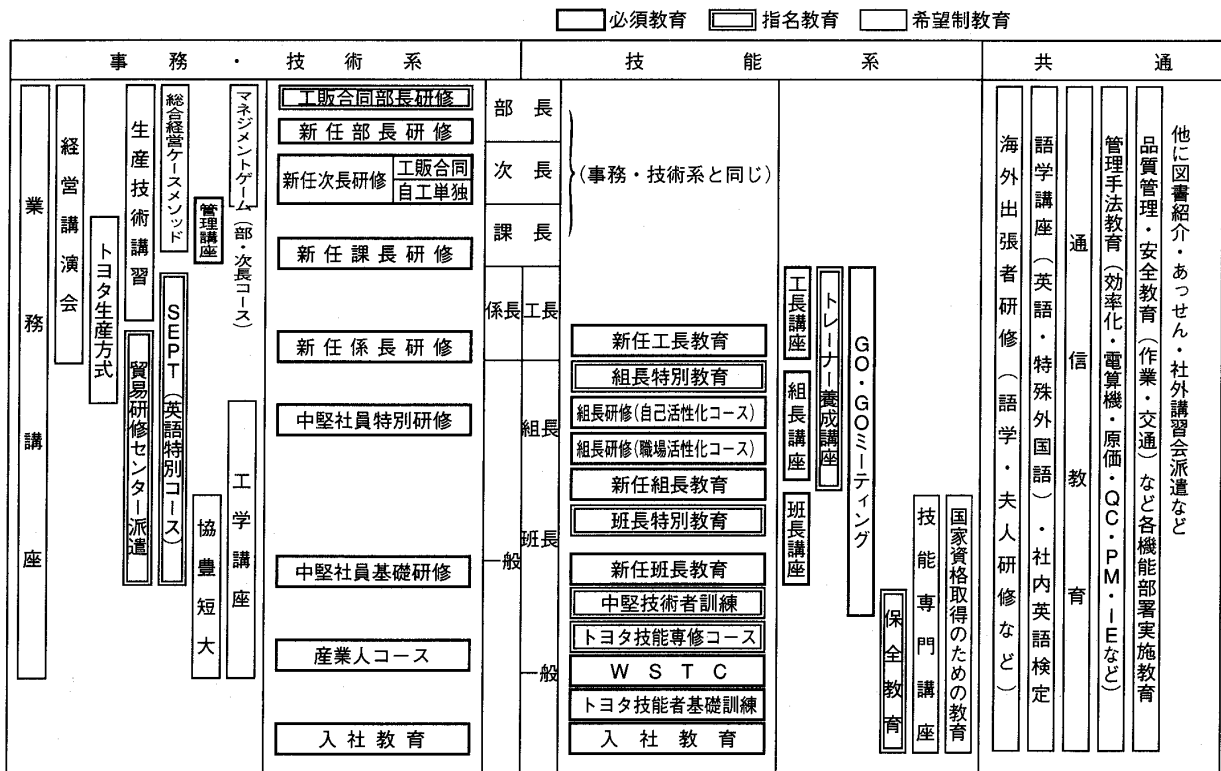 必須教育
指名教育
希望制教育
事務・技術系
技能系
共通
業務講座
経営講演会
トヨタ生産方式
生産技術講習
貿易研修センター派遣
総合経営ケースメソッド
SEPT(英語特別コース)
管理講座
協豊短大
マネジメントゲーム(部・次長コース)
工学講座
工販合同部長研修
新任部長研修
新任次長研修
工販合同
自工単独
新任課長研修
新任係長研修
中堅社員特別研修
中堅社員基礎研修
産業人コース
入社教育
部長
次長
課長
係長
工長
組長
班長
一般
一般
(事務・技術系と同じ)
新任工長教育
組長特別教育
組長研修(自己活性化コース)
組長研修(職場活性化コース)
新任組長教育
班長特別教育
新任班長教育
中堅技術者訓練
トヨタ技能専修コース
WSTC
トヨタ技能者基礎訓練
入社教育
工長講座
組長講座
班長講座
トレーナー養成講座
GO・GOミーティング
保全教育
技能専門講座
国家資格取得のための教育
海外出張者研修(語学・夫人研修など)
語学講座(英語・特殊外国語)・社内英語検定
通信教育
管理手法教育(効率化・電算機・原価・QC・PM・IEなど)
品質管理・安全教育(作業・交通)など各機能部署実施教育
他に図書紹介・あっせん・社外講習会派遣など